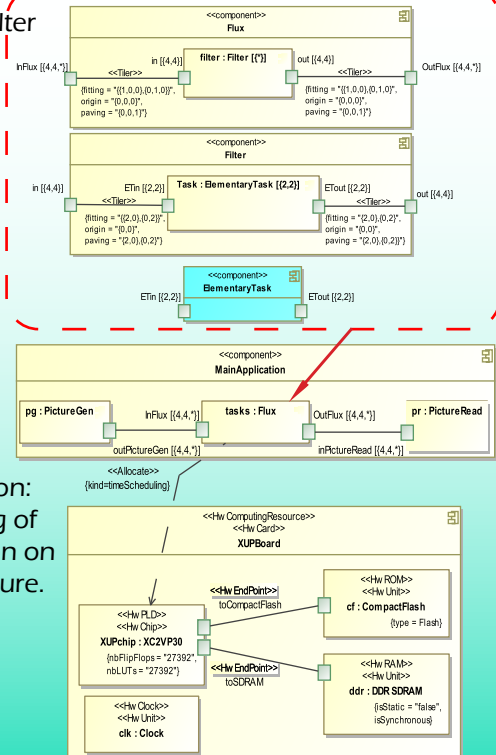 lter
<<component>>
Flux
InFlux [{4,4,*}]
in [{4,4}]
filter : Filter [{*}]
out [{4,4}]
OutFlux [{4,4,*}]
<<Tiler>>
{fitting = "{{1,0,0},{0,1,0}}",
origin = "{0,0,0}",
paving = "{0,0,1}"}
<<Tiler>>
{fitting = "{{1,0,0},{0,1,0}"
origin = "{0,0,0}",
paving = "{0,0,1}"}
<<component>>
Filter
in [{4,4}]
ETin [{2,2}]
Task : ElementaryTask [{2,2}]
ETout [{2,2}]
out [{4,4}]
<<Tiler>>
{fitting = "{{2,0},{0,2}}",
origin = "{0,0}",
paving = "{2,0},{0,2}"}
<<Tiler>>
{fitting = "{2,0},{0,2}",
origin = "{0,0}",
paving = "{2,0},{0,2}"}
<<component>>
ElementaryTask
ETin [{2,2}]
ETout [{2,2}]
<<component>>
MainApplication
pg : PictureGen
InFlux [{4,4,*}]
tasks : Flux
OutFlux [{4,4,*}]
pr : PictureRead
outPictureGen [{4,4,*}]
inPictureRead [{4,4,*}]
<<Allocate>>
{kind=timeScheduling}
on:
g of
n on
ure.
<<Hw ComputingResource>>
<<Hw Card>>
XUPBoard
<<Hw PLD>>
<<Hw Chip>>
XUPchip : XC2VP30
{nbFlipFlops = "27392",
nbLUTs = "27392"}
<<Hw EndPoint>>
toCompactFlash
<<Hw ROM>>
<<Hw Unit>>
cf : CompactFlash
{type = Flash}
<<Hw EndPoint>>
toSDRAM
<<Hw RAM>>
<<Hw Unit>>
ddr : DDR SDRAM
{isStatic = "false",
isSynchronous}
<<Hw Clock>>
<<Hw Unit>>
clk : Clock